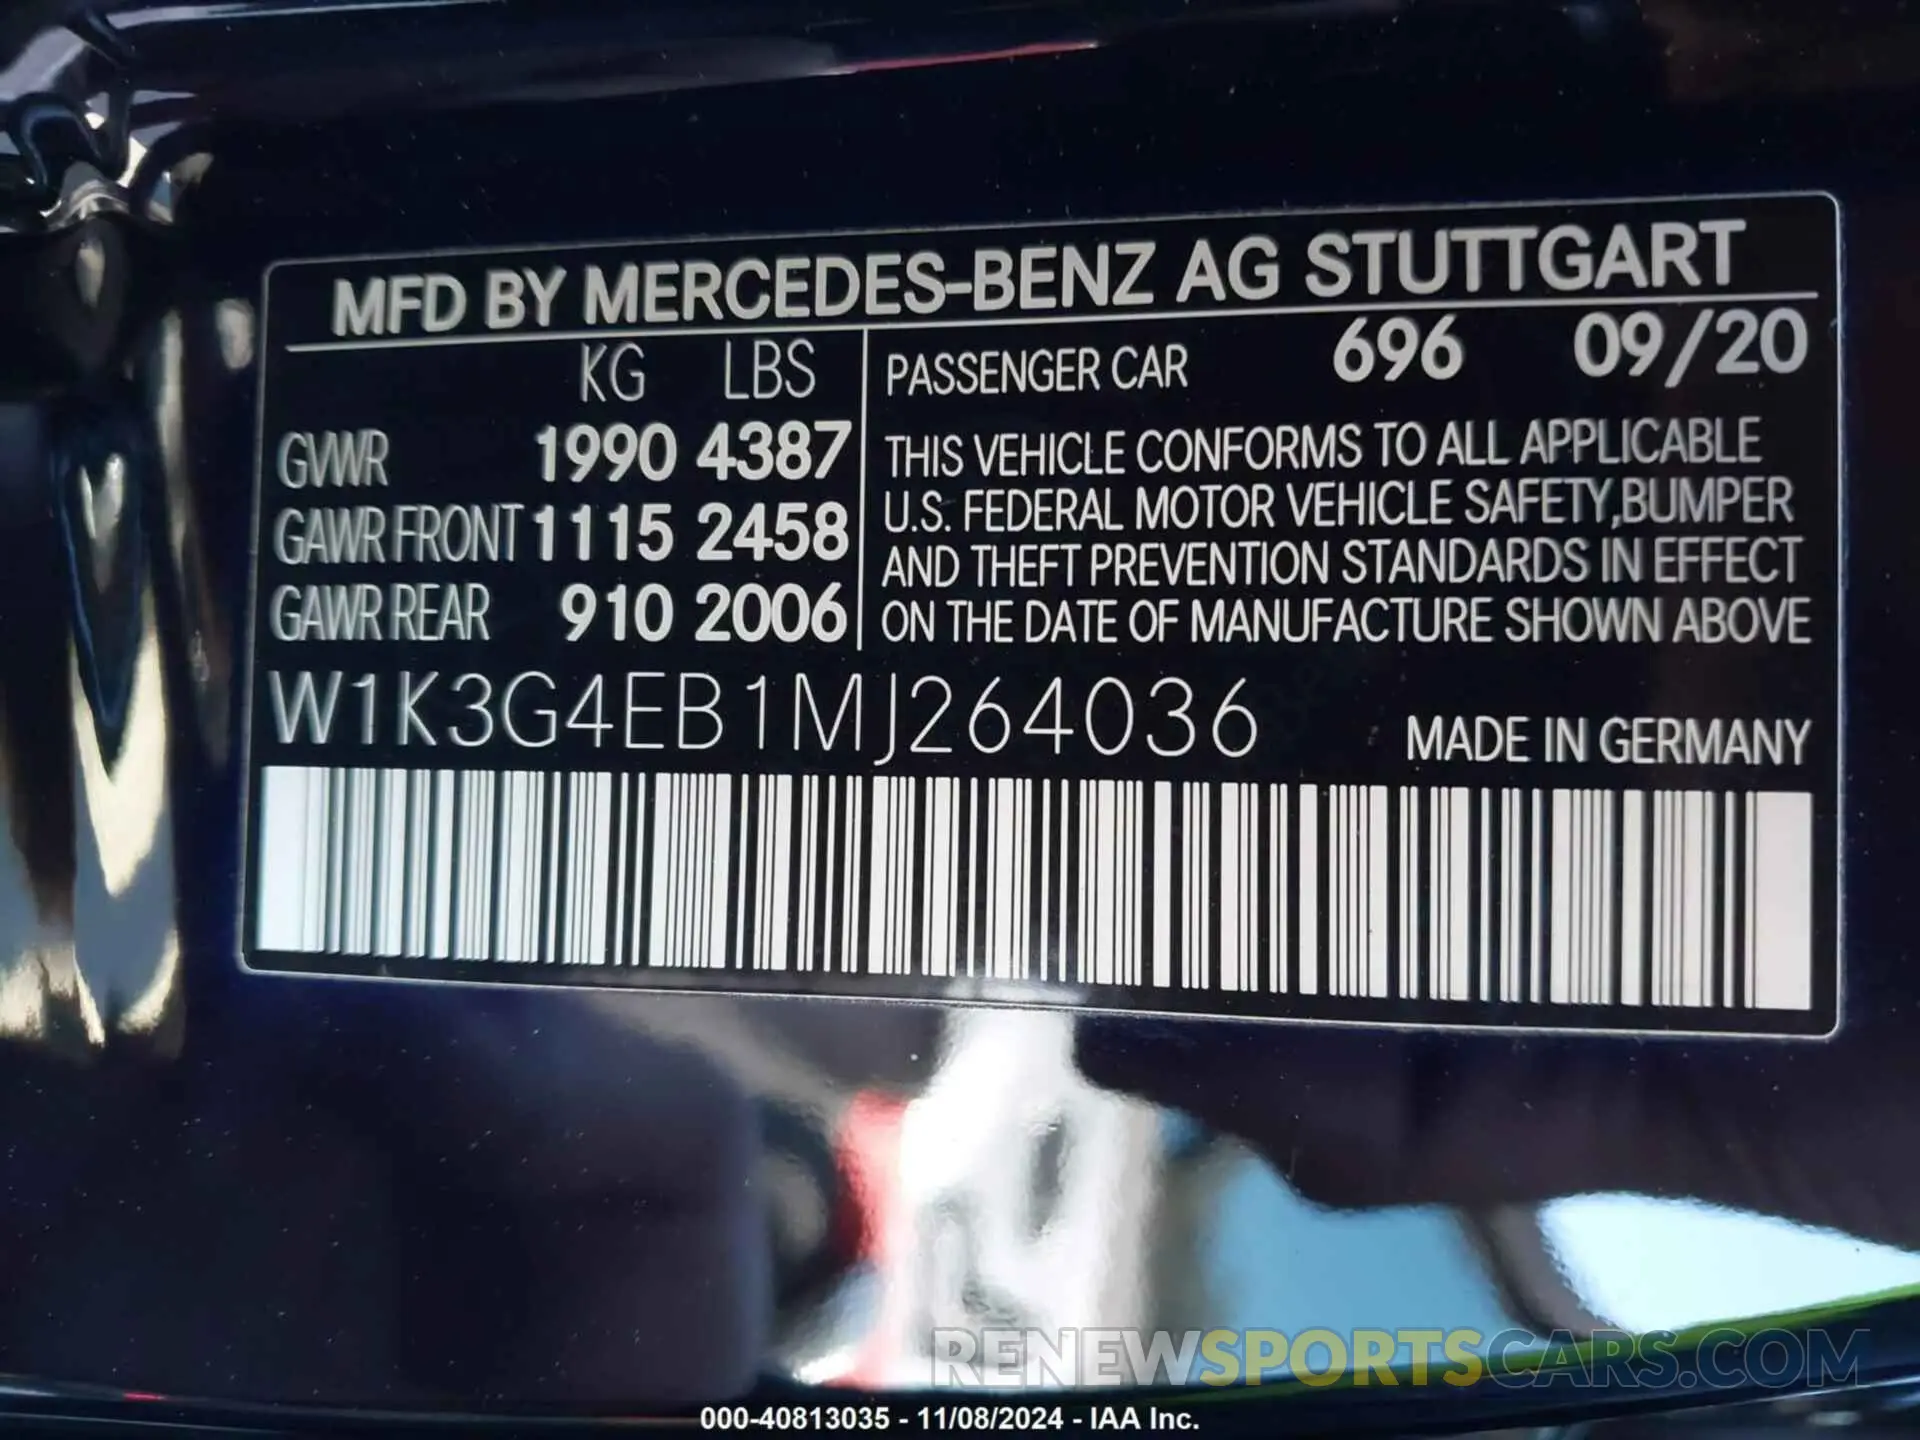 MFD BY MERCEDES-BENZ AG STUTTGART
KG LBS
GVWR 1990 4387
GAWR FRONT 1115 2458
GAWR REAR 910 2006
PASSENGER CAR 696 09/20
THIS VEHICLE CONFORMS TO ALL APPLICABLE
U.S. FEDERAL MOTOR VEHICLE SAFETY,BUMPER
AND THEFT PREVENTION STANDARDS IN EFFECT
ON THE DATE OF MANUFACTURE SHOWN ABOVE
W1K3G4EB1MJ264036
MADE IN GERMANY
RENEWSPORTSCARS.COM
000-40813035 - 11/08/2024 - IAA Inc.